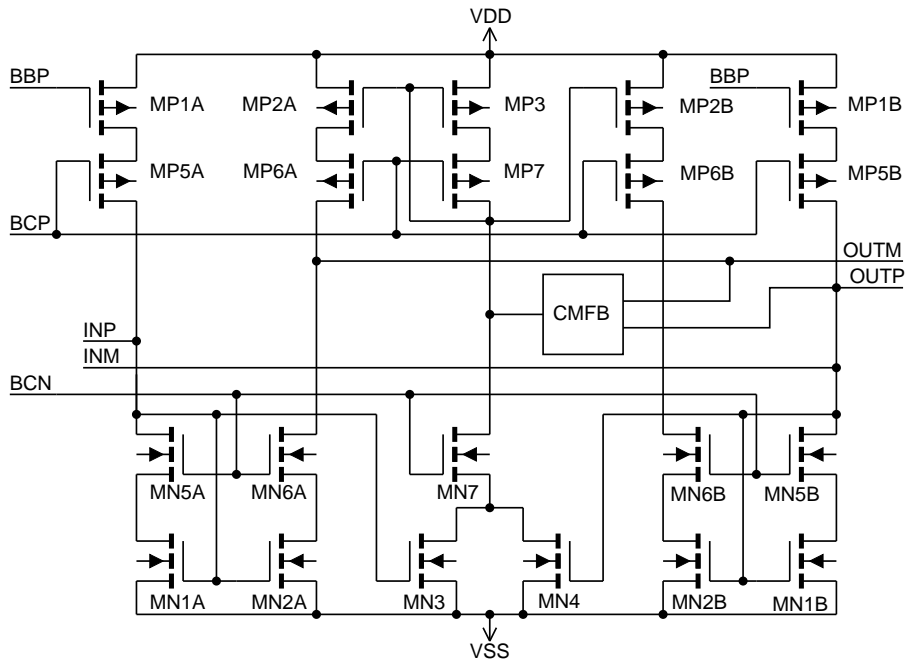 VDD
BBP
BBP
MP1A
MP2A
MP3
MP2B
MP1B
MP5A
MP6A
MP7
MP6B
MP5B
BCP
OUTM
OUTP
CMFB
INP
INM
BCN
MN5A
MN6A
MN7
MN6B
MN5B
MN1A
MN2A
MN3
MN4
MN2B
MN1B
VSS